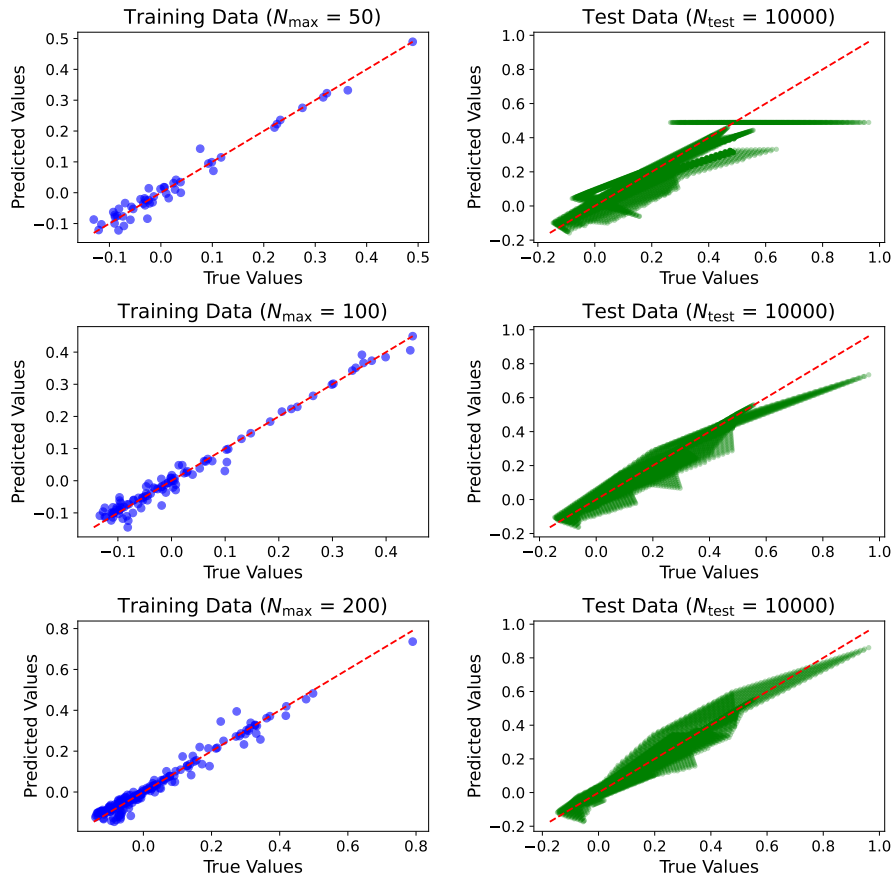 Training Data (N_max = 50)
Test Data (N_test = 10000)
Predicted Values
0.5
0.4
0.3
0.2
0.1
0.0
−0.1
−0.1 0.0 0.1 0.2 0.3 0.4 0.5
True Values
Predicted Values
1.0
0.8
0.6
0.4
0.2
0.0
−0.2
−0.2 0.0 0.2 0.4 0.6 0.8 1.0
True Values
Training Data (N_max = 100)
Test Data (N_test = 10000)
Predicted Values
0.4
0.3
0.2
0.1
0.0
−0.1
−0.1 0.0 0.1 0.2 0.3 0.4
True Values
Predicted Values
1.0
0.8
0.6
0.4
0.2
0.0
−0.2
−0.2 0.0 0.2 0.4 0.6 0.8 1.0
True Values
Training Data (N_max = 200)
Test Data (N_test = 10000)
Predicted Values
0.8
0.6
0.4
0.2
0.0
0.0 0.2 0.4 0.6 0.8
True Values
Predicted Values
1.0
0.8
0.6
0.4
0.2
0.0
−0.2
−0.2 0.0 0.2 0.4 0.6 0.8 1.0
True Values